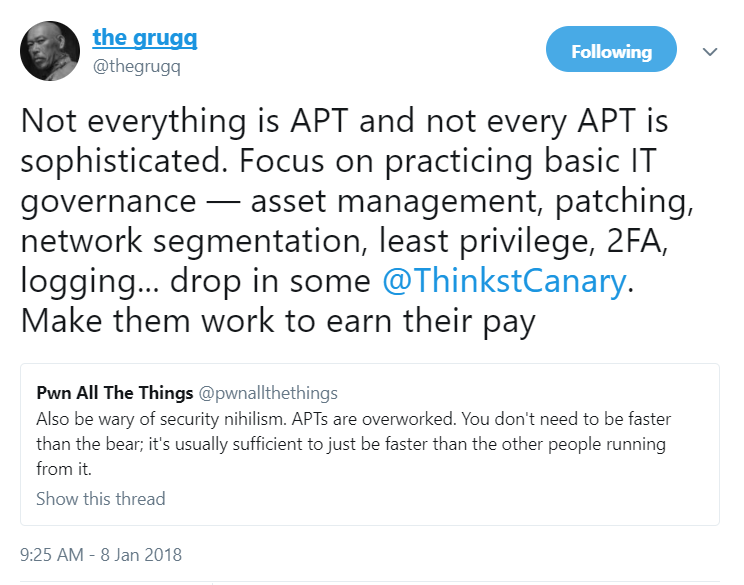 the grugq
@thegrugq
Following
Not everything is APT and not every APT is
sophisticated. Focus on practicing basic IT
governance — asset management, patching,
network segmentation, least privilege, 2FA,
logging... drop in some @ThinkstCanary.
Make them work to earn their pay
Pwn All The Things @pwnallthethings
Also be wary of security nihilism. APTs are overworked. You don't need to be faster
than the bear; it's usually sufficient to just be faster than the other people running
from it.
Show this thread
9:25 AM - 8 Jan 2018